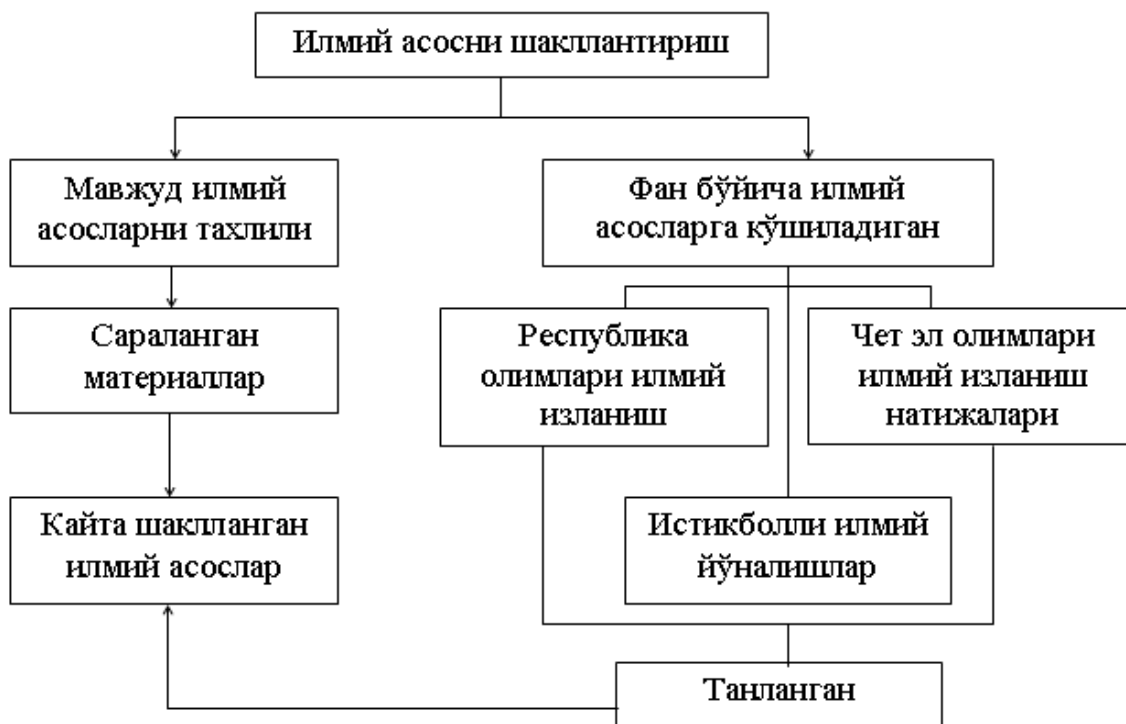 Илмий асосни шакллантириш
Мавжуд илмий
асосларни тахлили
Фан бўйича илмий
асосларга кўшиладиган
Сараланган
материаллар
Республика
олимлари илмий
изланиш
Чет эл олимлари
илмий изланиш
натижалари
Кайта шаклланган
илмий асослар
Истикболли илмий
йўналишлар
Танланган